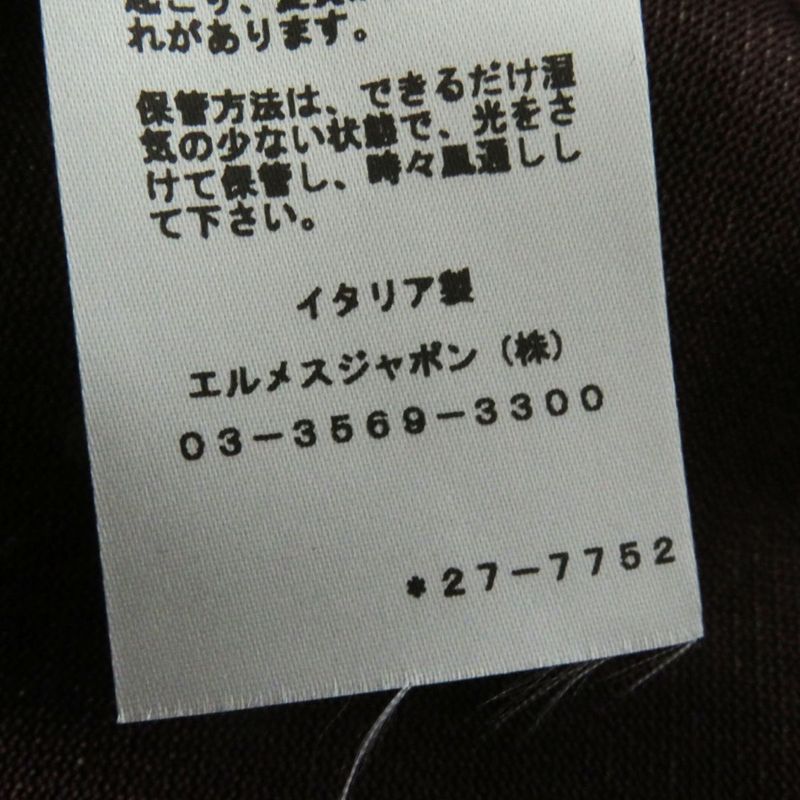 れがあります。
保管方法は、できるだけ湿
気の少ない状態で、光をさ
けて保管し、時々風通しし
て下さい。
イタリア製
エルメスジャポン（株）
03-3569-3300
*27-7752